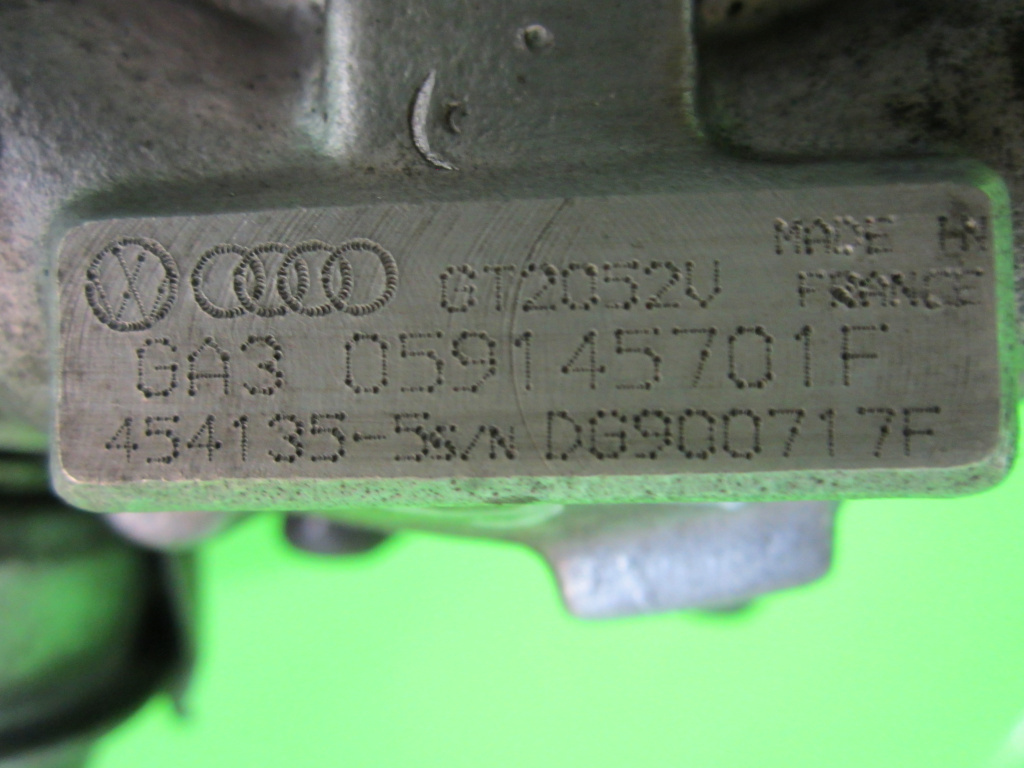 GT2052V MADE IN
FRANCE
GA3 059145701F
454135-5 S/N DG900717F